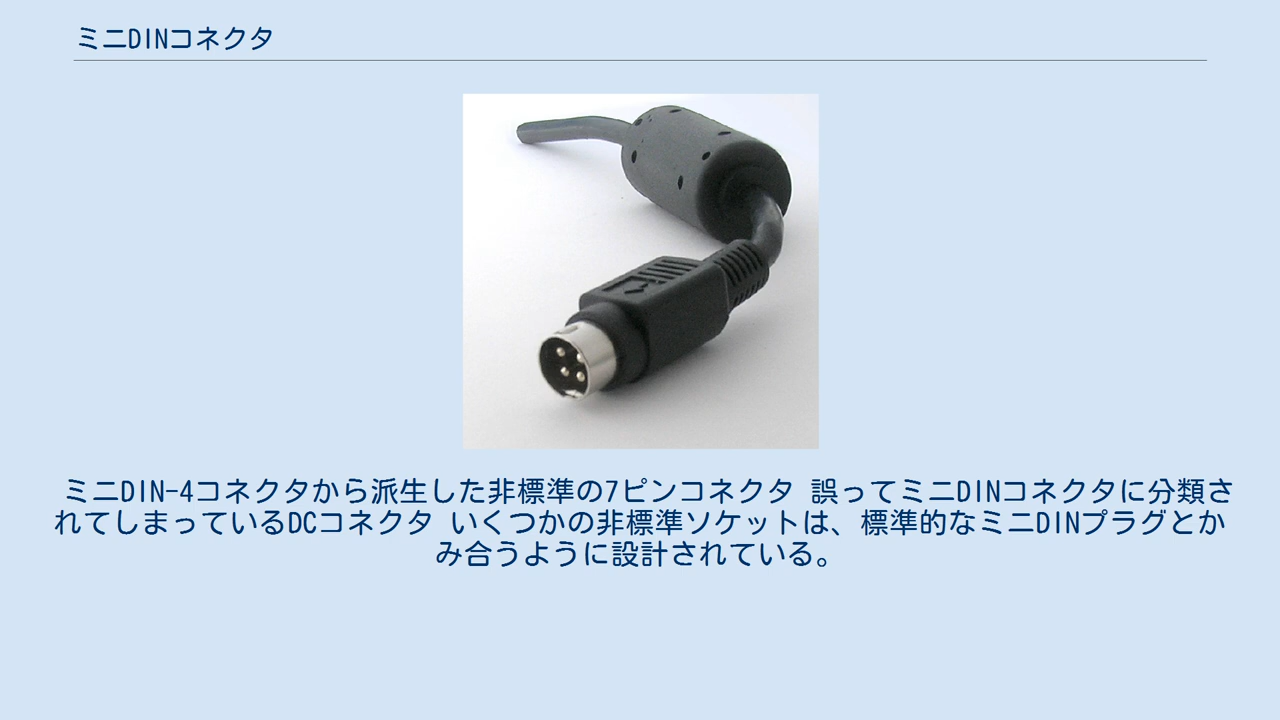 ミニDINコネクタ
ミニDIN-4コネクタから派生した非標準の7ピンコネクタ 誤ってミニDINコネクタに分類さ
れてしまっているDCコネクタ いくつかの非標準ソケットは、標準的なミニDINプラグとか
み合うように設計されている。